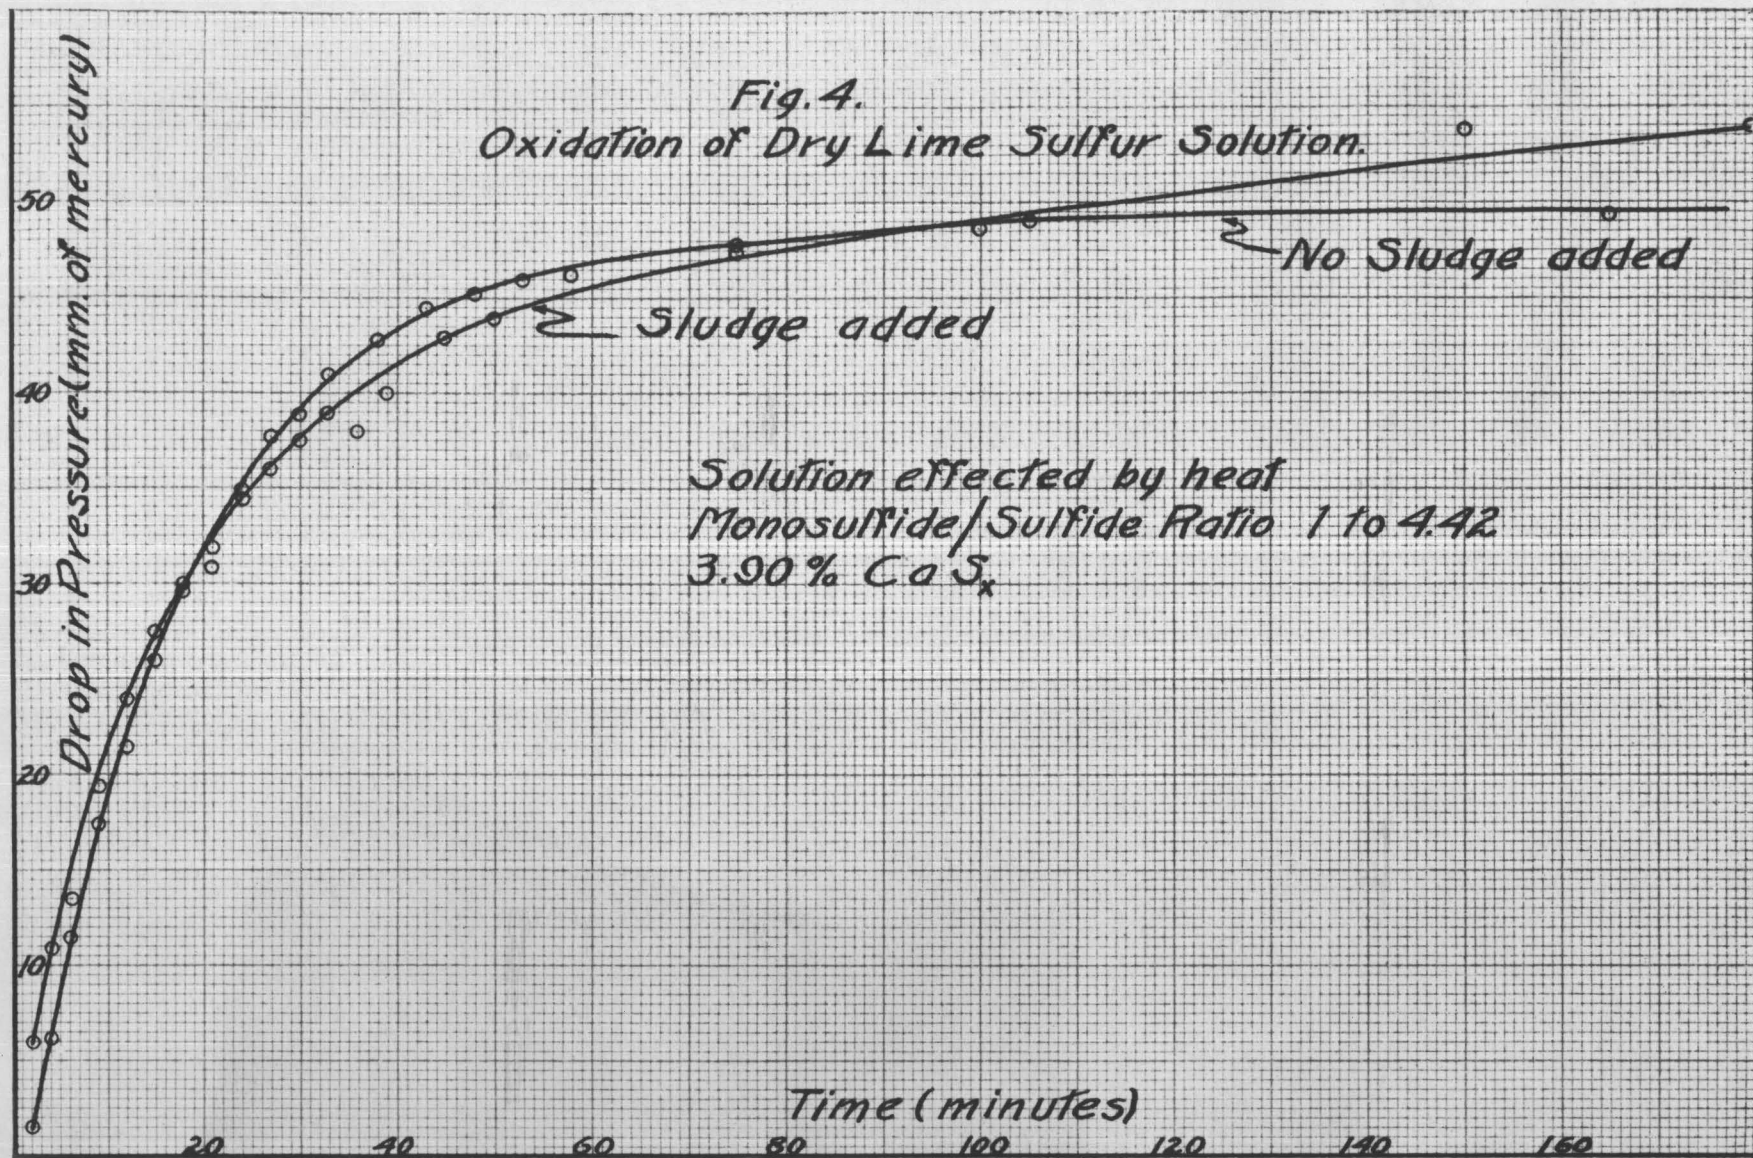 Fig. 4.
Oxidation of Dry Lime Sulfur Solution.
Drop in Pressure (mm. of mercury)
50
40
30
20
10
No Sludge added
Sludge added
Solution effected by heat
Monosulfide/Sulfide Ratio 1 to 4.42
3.90% CaSx
Time (minutes)
20 40 60 80 100 120 140 160